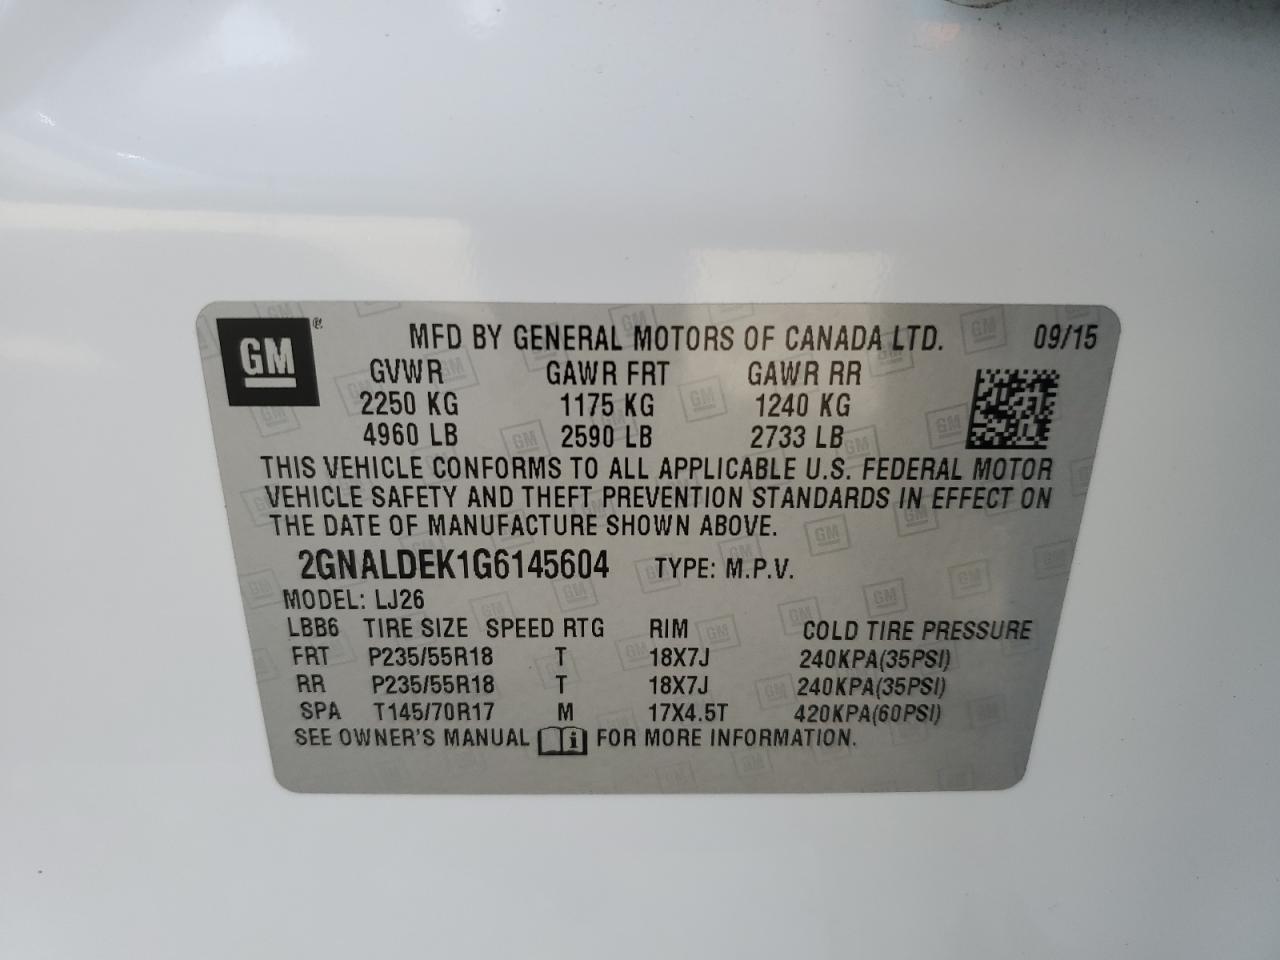 GM ® MFD BY GENERAL MOTORS OF CANADA LTD. 09/15
GVWR GAWR FRT GAWR RR
2250 KG 1175 KG 1240 KG
4960 LB 2590 LB 2733 LB
THIS VEHICLE CONFORMS TO ALL APPLICABLE U.S. FEDERAL MOTOR
VEHICLE SAFETY AND THEFT PREVENTION STANDARDS IN EFFECT ON
THE DATE OF MANUFACTURE SHOWN ABOVE.
2GNALDEK1G6145604 TYPE: M.P.V.
MODEL: LJ26
LBB6 TIRE SIZE SPEED RTG RIM COLD TIRE PRESSURE
FRT P235/55R18 T 18X7J 240KPA(35PSI)
RR P235/55R18 T 18X7J 240KPA(35PSI)
SPA T145/70R17 M 17X4.5T 420KPA(60PSI)
SEE OWNER'S MANUAL i FOR MORE INFORMATION.